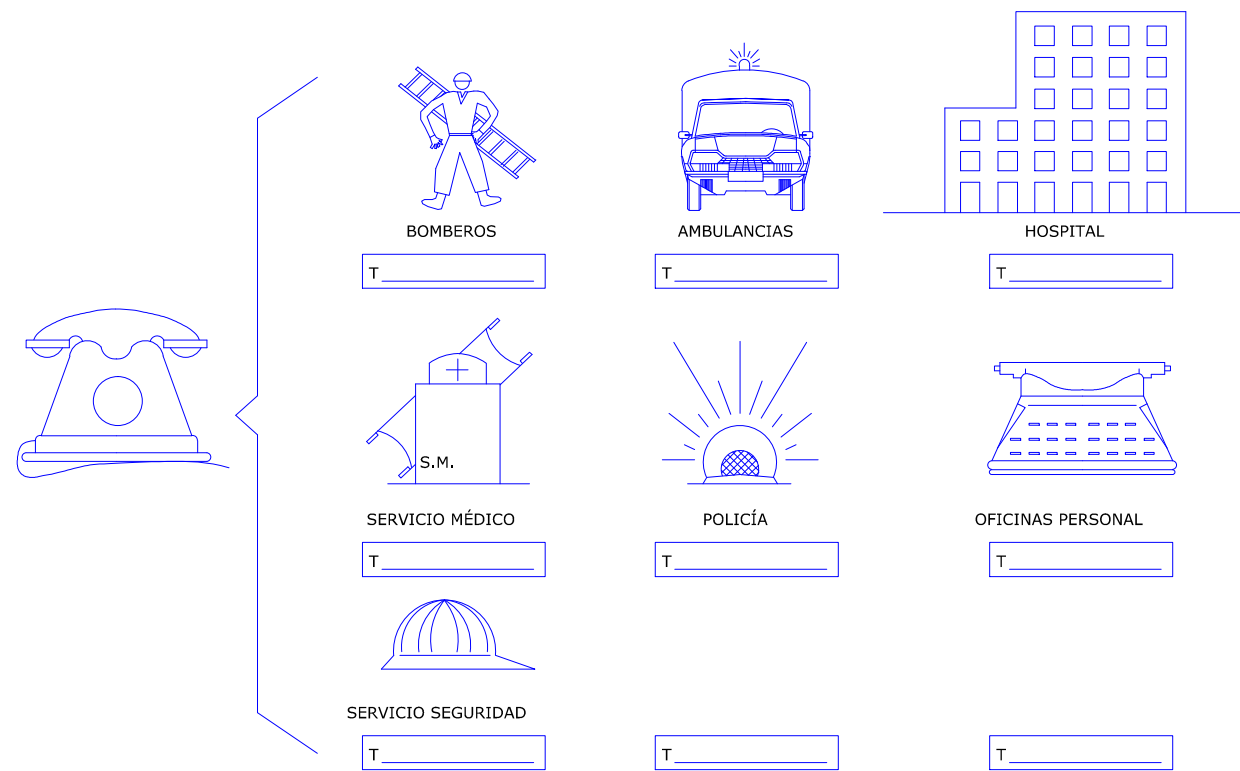 BOMBEROS AMBULANCIAS HOSPITAL
T T T
S.M.
SERVICIO MÉDICO POLICÍA OFICINAS PERSONAL
T T T
SERVICIO SEGURIDAD
T T T